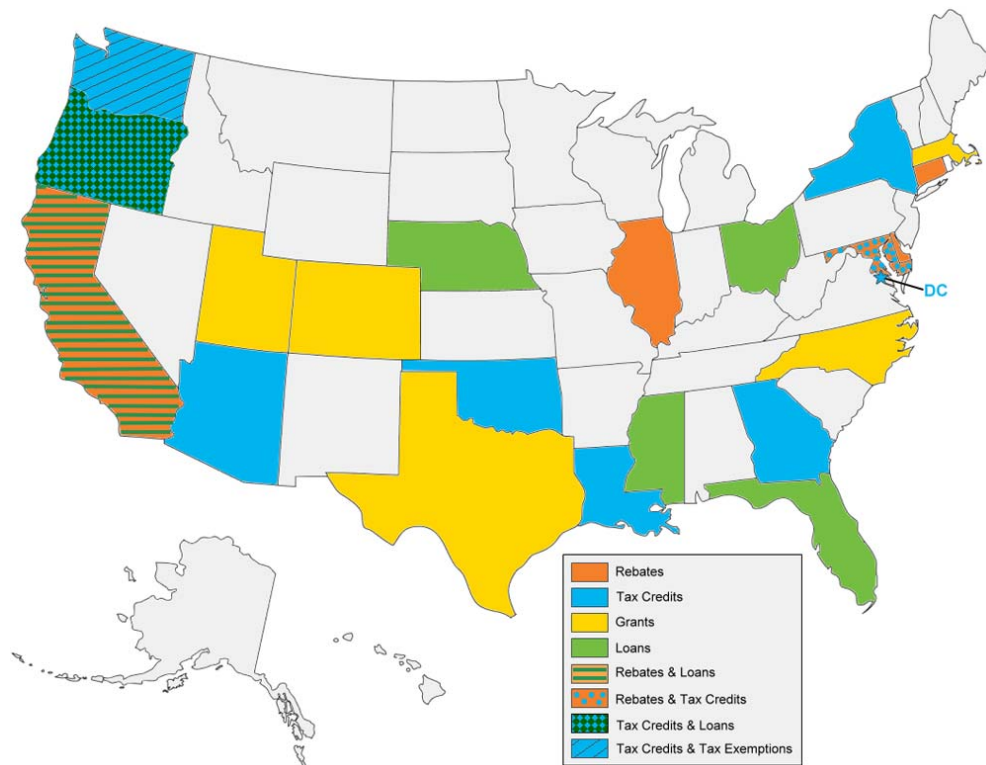 DC
Rebates
Tax Credits
Grants
Loans
Rebates & Loans
Rebates & Tax Credits
Tax Credits & Loans
Tax Credits & Tax Exemptions